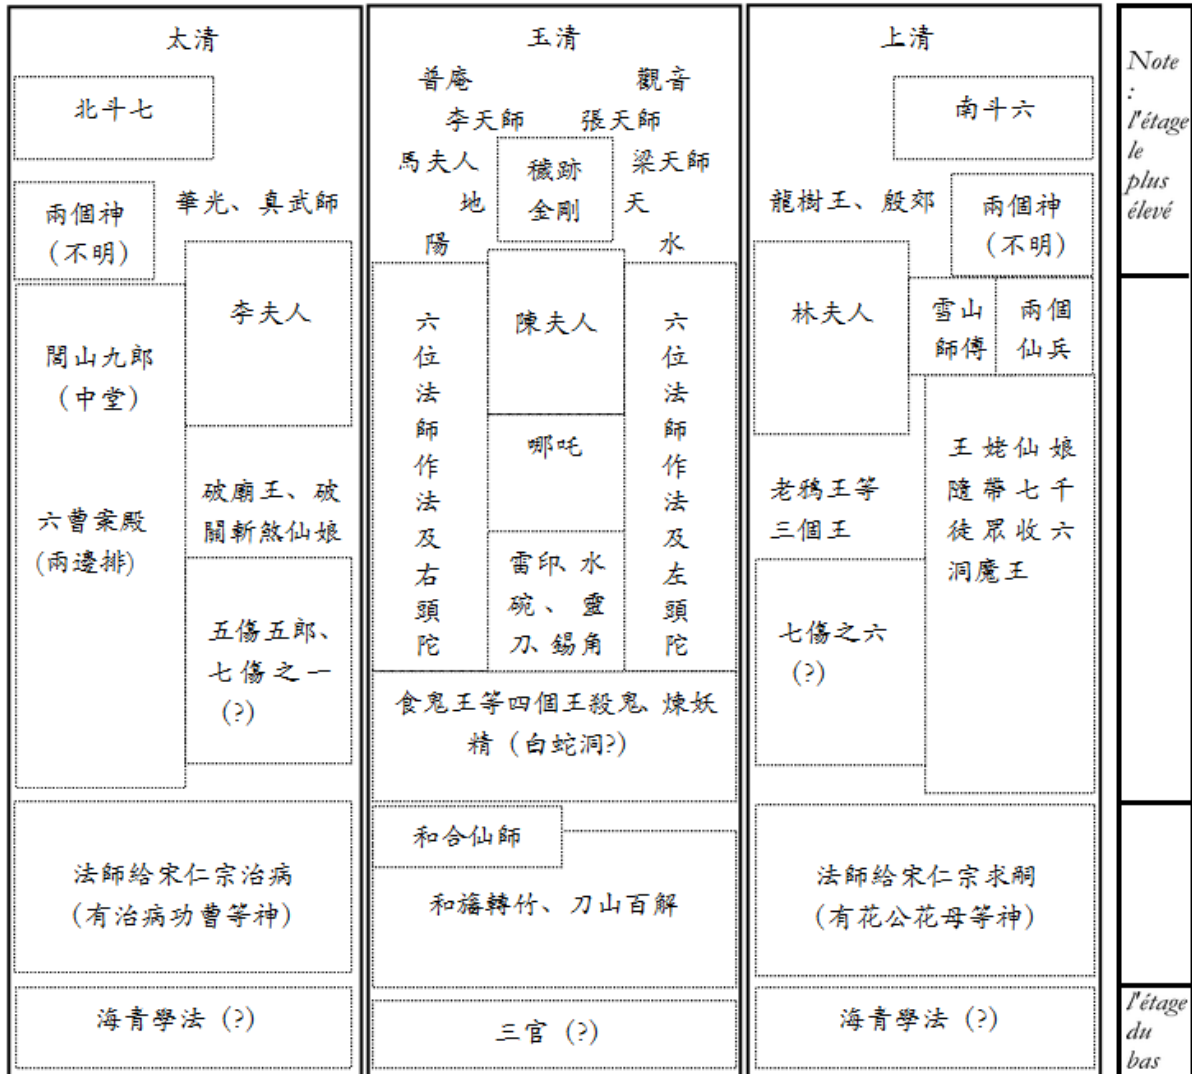 太清
北斗七
兩個神
（不明）
華光、真武師
李夫人
閭山九郎
（中堂）
六曹案殿
(兩邊排)
破廟王、破
關斬煞仙娘
五傷五郎、
七傷之一
（?）
法師給宋仁宗治病
（有治病功曹等神）
海青學法（?）
玉清
普庵
觀音
李天師
張天師
馬夫人
穢跡
金剛
梁天師
地
天
陽
水
六位法師作法及右頭陀
陳夫人
哪吒
雷印、水
碗、靈
刀、錫角
六位法師作法及左頭陀
食鬼王等四個王殺鬼、煉妖
精（白蛇洞?）
和合仙師
和旛轉竹、刀山百解
三官（?）
上清
南斗六
龍樹王、殷郊
兩個神
（不明）
林夫人
雪山
師傅
兩個
仙兵
老鴉王等
三個王
王姥仙娘
隨帶七千
徒眾收六
洞魔王
七傷之六
（?）
法師給宋仁宗求嗣
（有花公花母等神）
海青學法（?）
Note
:
l'étage
le
plus
élevé
l'étage
du
bas